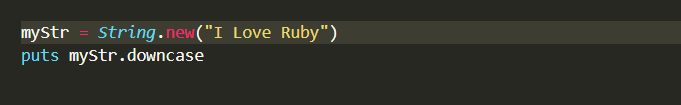 myStr = String.new("I Love Ruby")
puts myStr.downcase